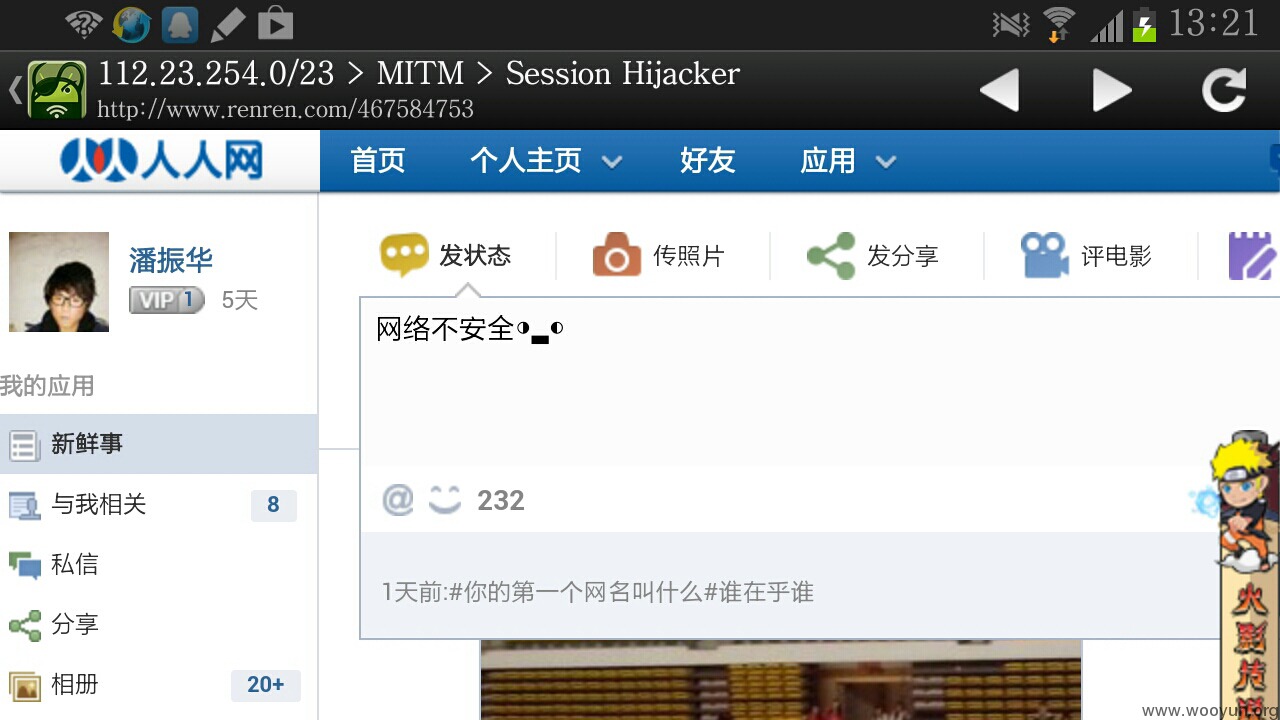 13:21
112.23.254.0/23 > MITM > Session Hijacker
http://www.renren.com/467584753
人人网
首页 个人主页 好友 应用
潘振华
VIP 1 5天
发状态 传照片 发分享 评电影
网络不安全◑▂◐
我的应用
新鲜事
与我相关 8
@ 232
私信
1天前:#你的第一个网名叫什么#谁在乎谁
分享
相册 20+
火影技
www.wooyun.org